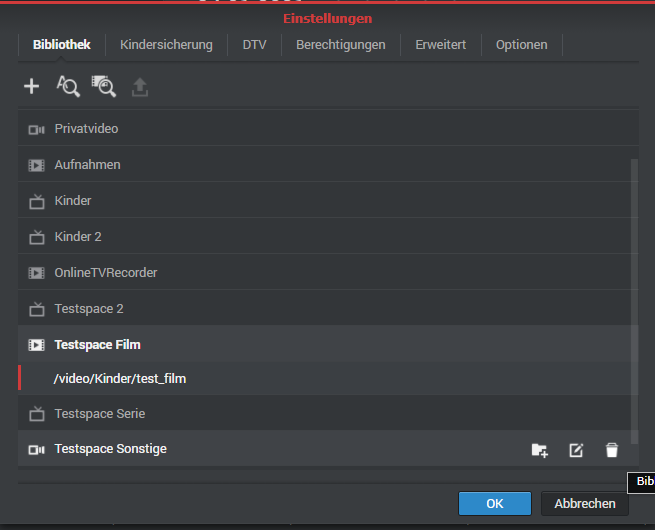 Einstellungen
Bibliothek Kindersicherung DTV Berechtigungen Erweitert Optionen
Privatvideo
Aufnahmen
Kinder
Kinder 2
OnlineTVRecorder
Testspace 2
Testspace Film
/video/Kinder/test_film
Testspace Serie
Testspace Sonstige
Bib
OK Abbrechen